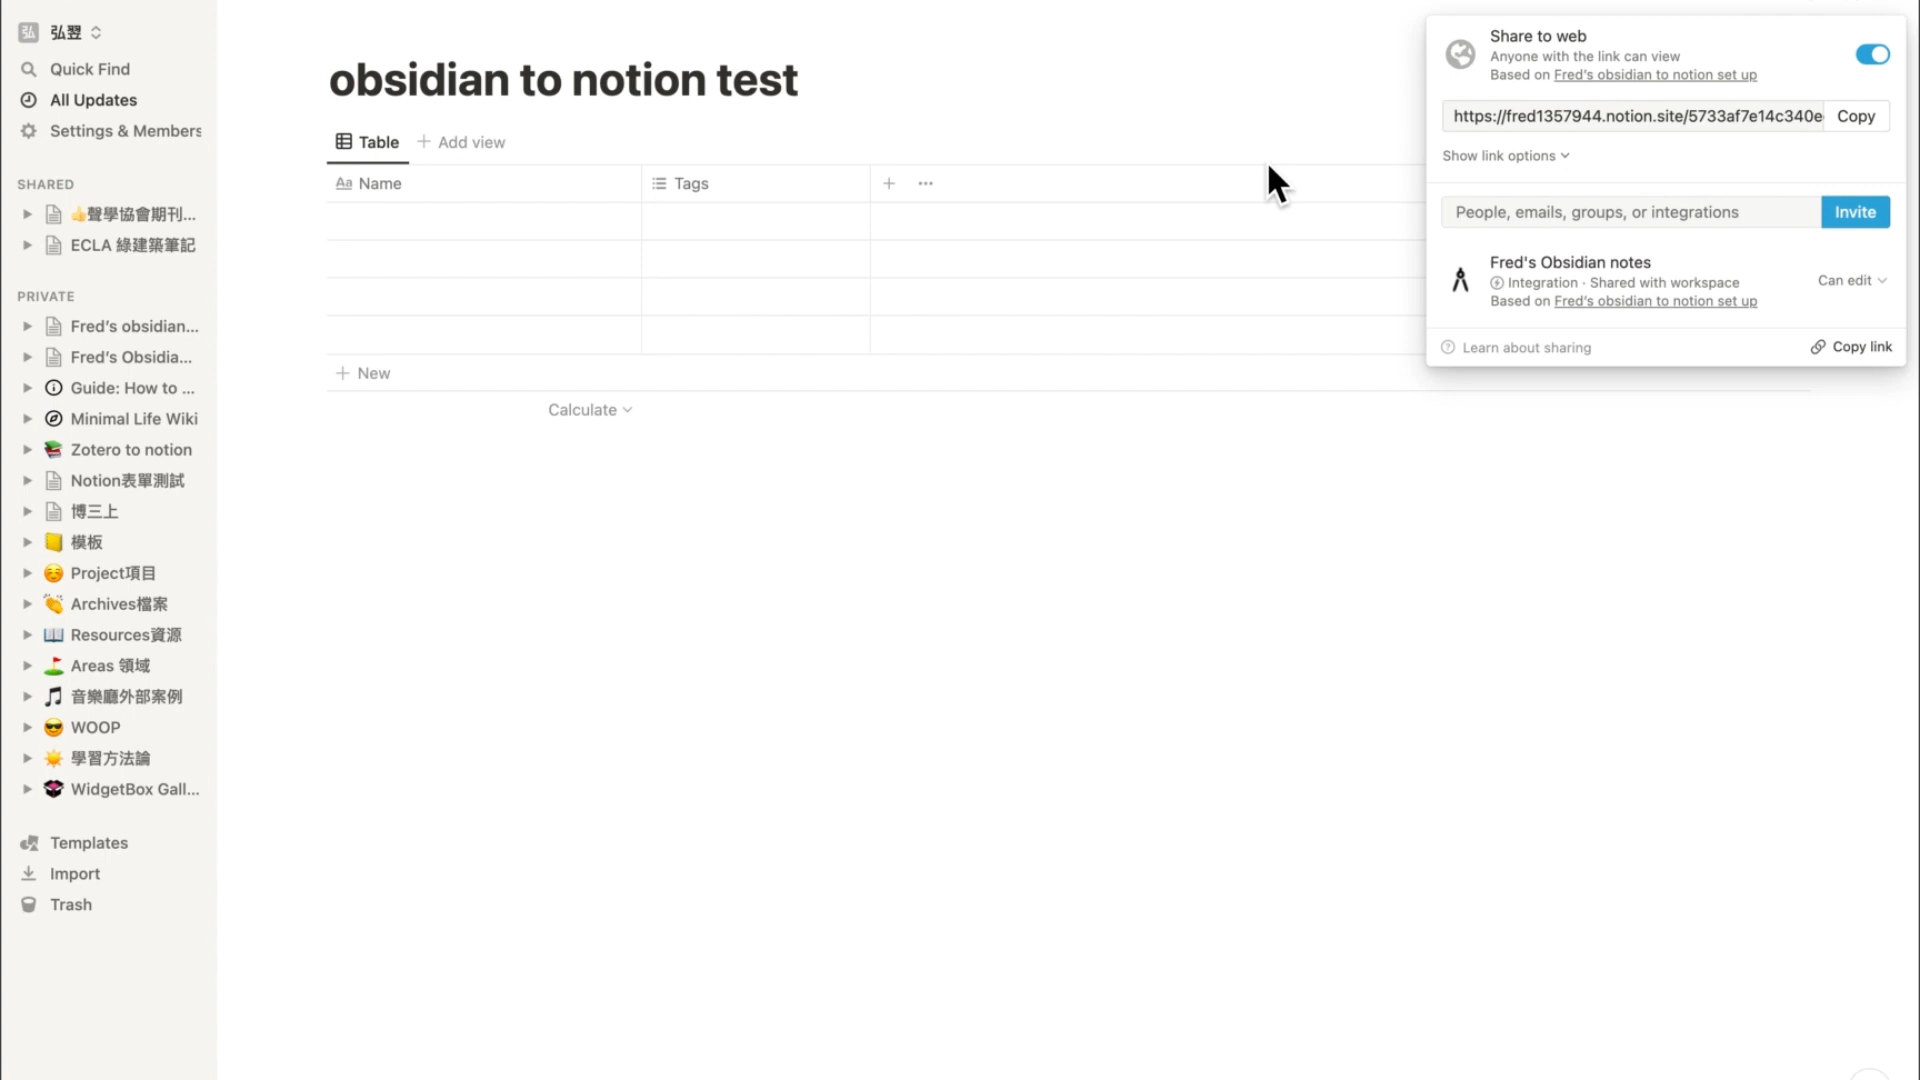 弘 弘翌
Quick Find
All Updates
Settings & Members
SHARED
👍聲學協會期刊...
ECLA 綠建築筆記
PRIVATE
Fred's obsidian...
Fred's Obsidia...
Guide: How to ...
Minimal Life Wiki
Zotero to notion
Notion表單測試
博三上
模板
Project項目
Archives檔案
Resources資源
Areas 領域
音樂廳外部案例
WOOP
學習方法論
WidgetBox Gall...
Templates
Import
Trash
obsidian to notion test
Table + Add view
Aa Name Tags + ...
+ New
Calculate
Share to web
Anyone with the link can view
Based on Fred's obsidian to notion set up
https://fred1357944.notion.site/5733af7e14c340e Copy
Show link options
People, emails, groups, or integrations Invite
Fred's Obsidian notes
Integration · Shared with workspace
Based on Fred's obsidian to notion set up
Can edit
Learn about sharing Copy link